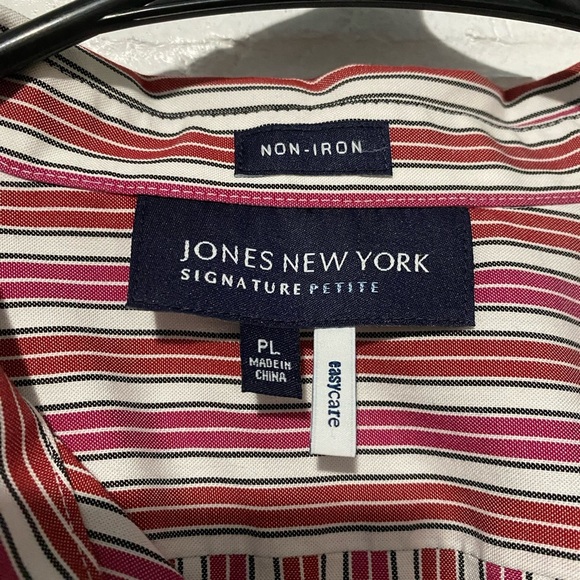 NON-IRON
JONES NEW YORK
SIGNATURE PETITE
PL
MADE IN
CHINA
easycare